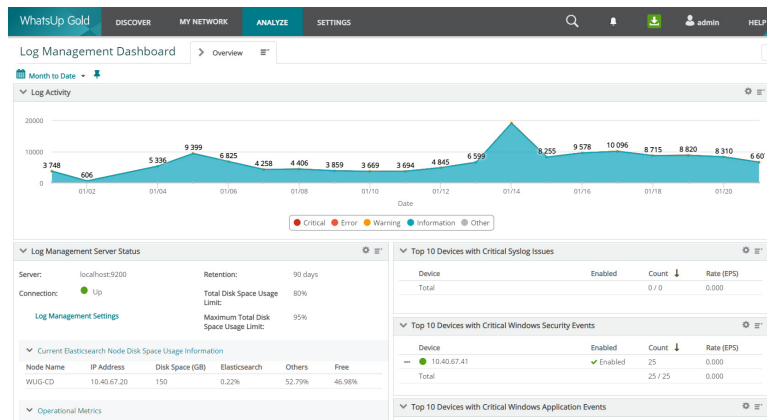 WhatsUp Gold DISCOVER MY NETWORK ANALYZE SETTINGS admin HELP
Log Management Dashboard Overview
Month to Date
Log Activity
20000
10000
0
3 748 606 5 336 9 399 6 825 4 258 4 406 3 859 3 669 3 694 4 845 6 599 8 255 9 578 10 096 8 715 8 820 8 310 6 607
01/02 01/04 01/06 01/08 01/10 01/12 01/14 01/16 01/18 01/20
Date
Critical Error Warning Information Other
Log Management Server Status
Server: localhost:9200 Retention: 90 days
Connection: Up Total Disk Space Usage Limit: 80%
Log Management Settings Maximum Total Disk Space Usage Limit: 95%
Current Elasticsearch Node Disk Space Usage Information
Node Name IP Address Disk Space (GB) Elasticsearch Others Free
WUG-CD 10.40.67.20 150 0.22% 52.79% 46.98%
Operational Metrics
Top 10 Devices with Critical Syslog Issues
Device Enabled Count Rate (EPS)
Total 0 / 0 0.000
Top 10 Devices with Critical Windows Security Events
Device Enabled Count Rate (EPS)
10.40.67.41 Enabled 25 0.000
Total 25 / 25 0.000
Top 10 Devices with Critical Windows Application Events